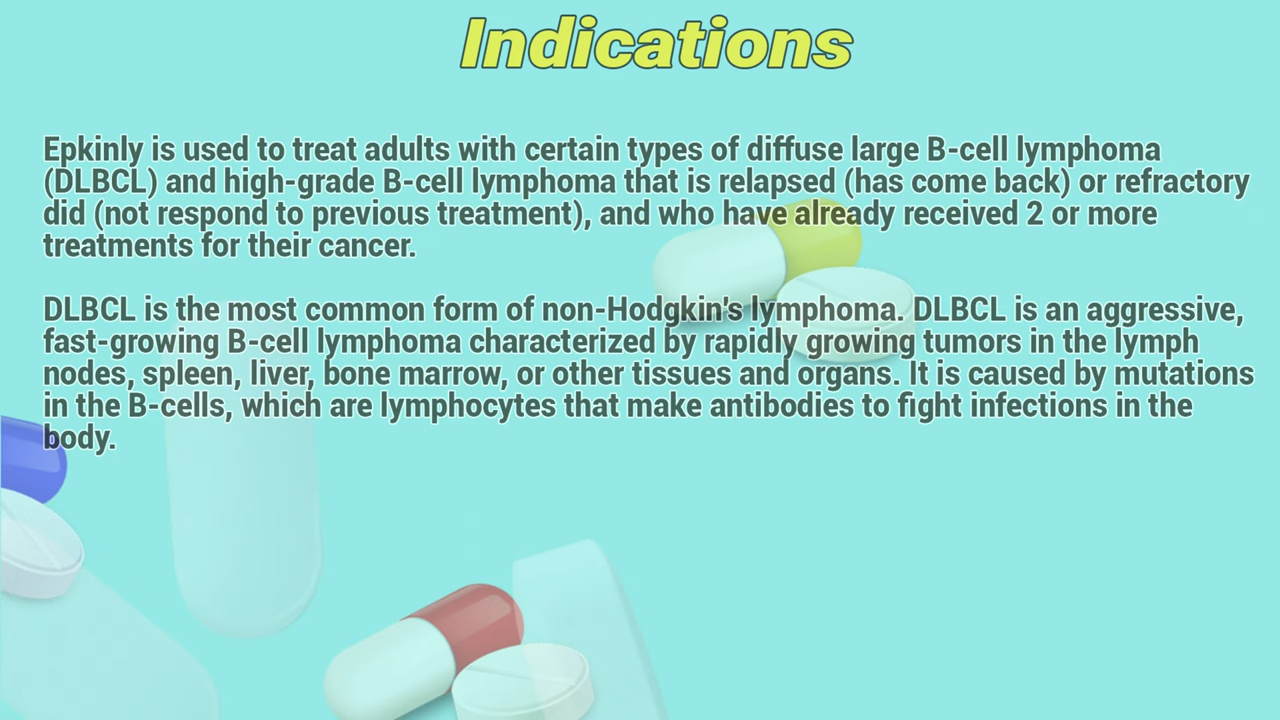 Indications
Epkinly is used to treat adults with certain types of diffuse large B-cell lymphoma
(DLBCL) and high-grade B-cell lymphoma that is relapsed (has come back) or refractory
did (not respond to previous treatment), and who have already received 2 or more
treatments for their cancer.
DLBCL is the most common form of non-Hodgkin's lymphoma. DLBCL is an aggressive,
fast-growing B-cell lymphoma characterized by rapidly growing tumors in the lymph
nodes, spleen, liver, bone marrow, or other tissues and organs. It is caused by mutations
in the B-cells, which are lymphocytes that make antibodies to fight infections in the
body.